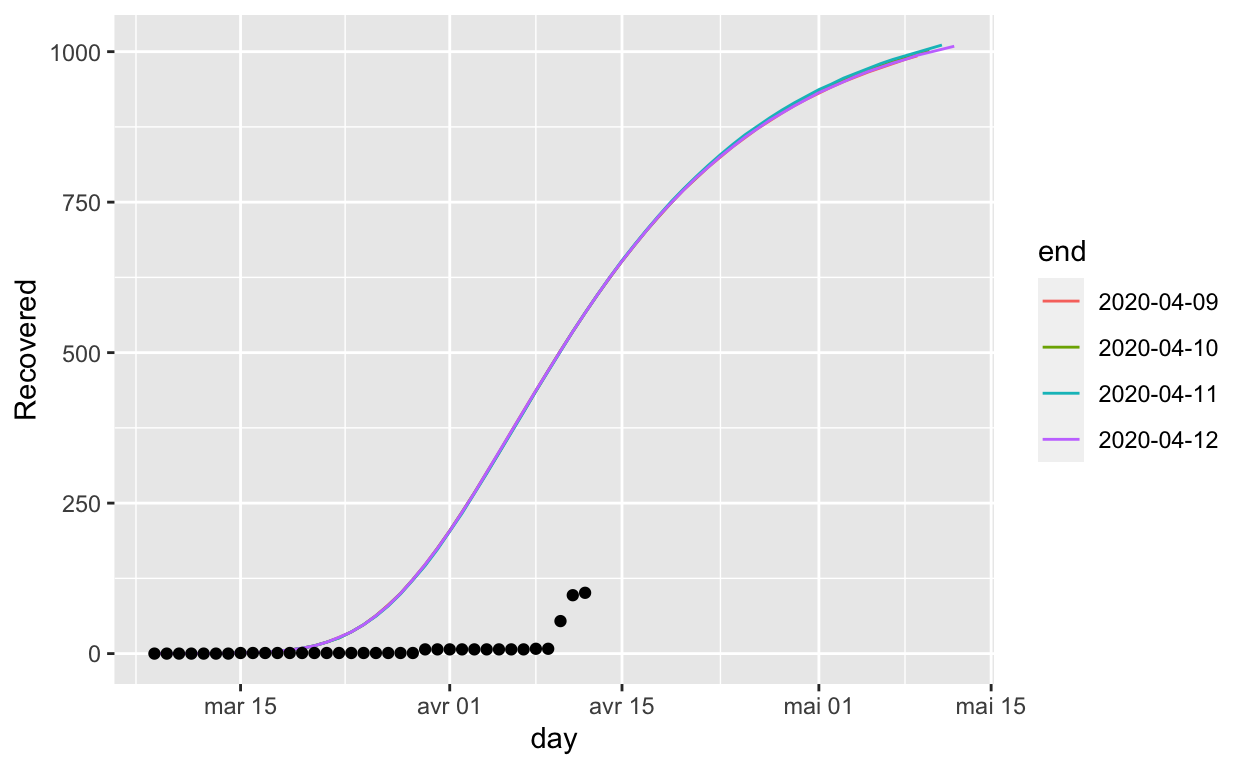 1000
750
500
250
0
Recovered
mar 15
avr 01
avr 15
mai 01
mai 15
day
end
2020-04-09
2020-04-10
2020-04-11
2020-04-12